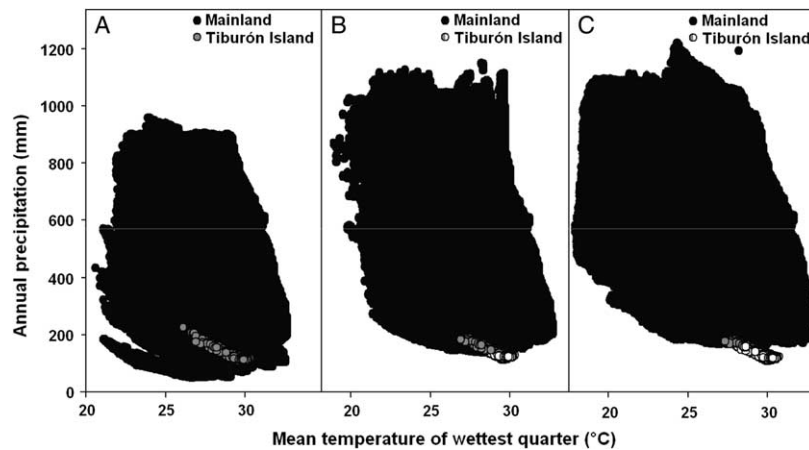 A
Mainland
Tiburón Island
B
Mainland
Tiburón Island
C
Mainland
Tiburón Island
Annual precipitation (mm)
1200
1000
800
600
400
200
0
20 25 30 20 25 30 20 25 30
Mean temperature of wettest quarter (°C)